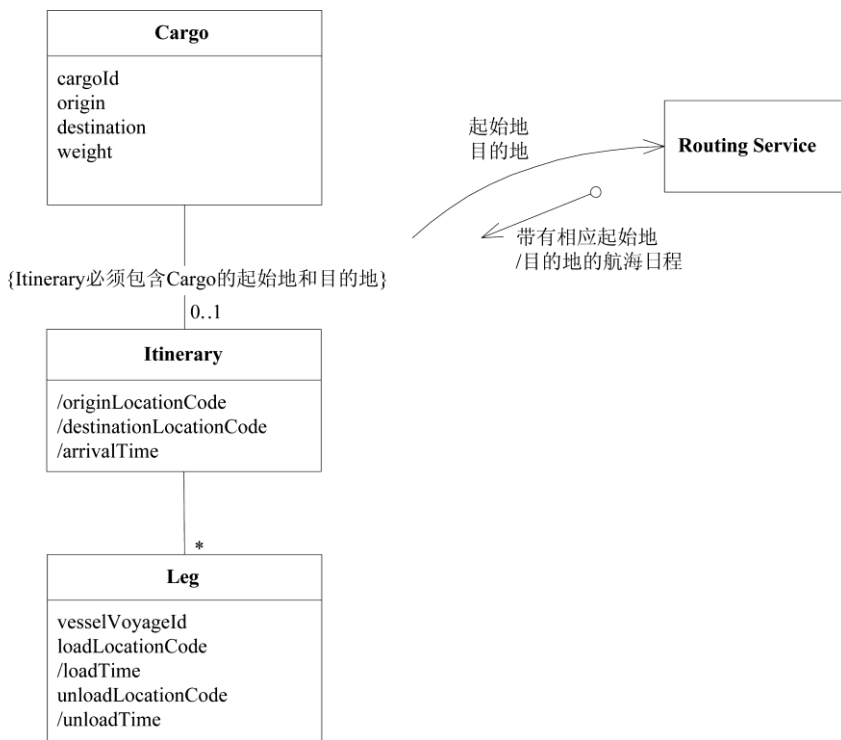 Cargo
cargoId
origin
destination
weight
起始地
目的地
Routing Service
带有相应起始地
/目的地的航海日程
{Itinerary必须包含Cargo的起始地和目的地}
0..1
Itinerary
/originLocationCode
/destinationLocationCode
/arrivalTime
*
Leg
vesselVoyageId
loadLocationCode
/loadTime
unloadLocationCode
/unloadTime